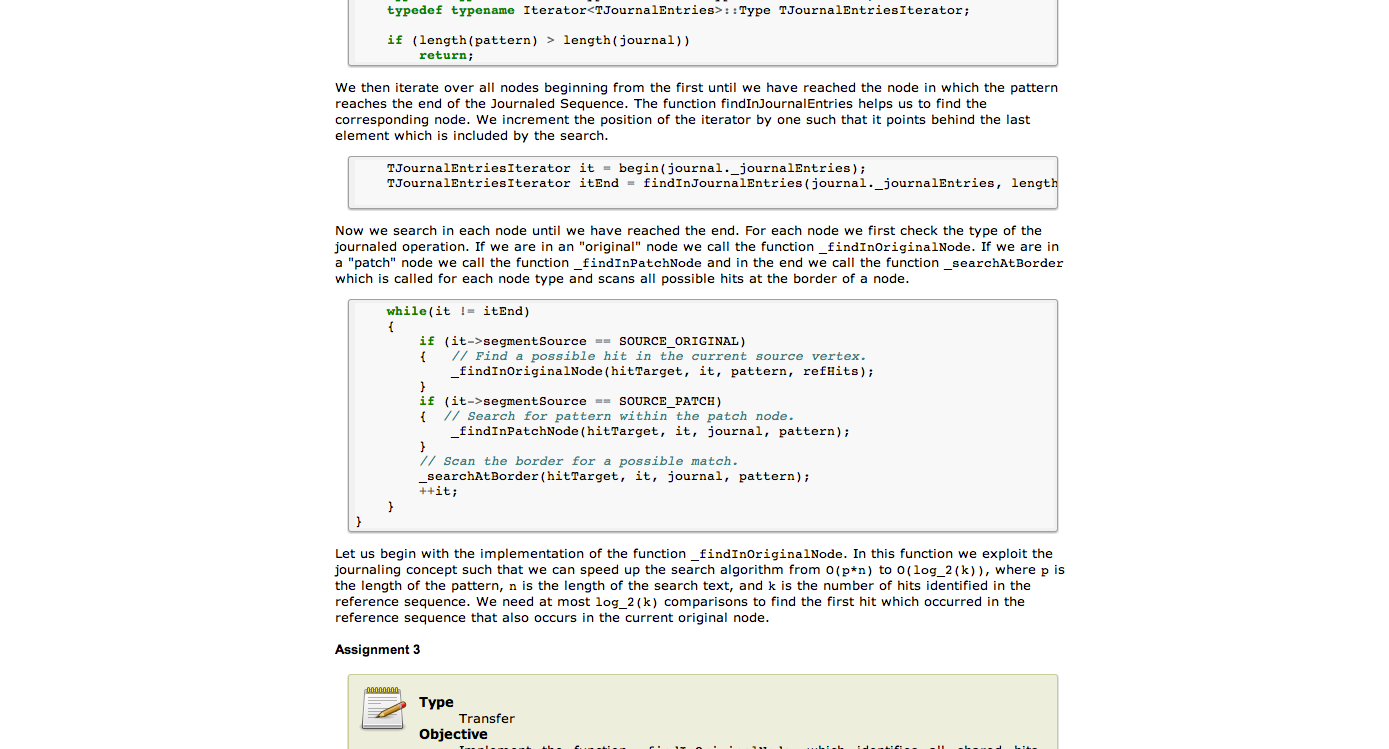 typedef typename Iterator<TJournalEntries>::Type TJournalEntriesIterator;
if (length(pattern) > length(journal))
return;
We then iterate over all nodes beginning from the first until we have reached the node in which the pattern
reaches the end of the Journaled Sequence. The function findInJournalEntries helps us to find the
corresponding node. We increment the position of the iterator by one such that it points behind the last
element which is included by the search.
TJournalEntriesIterator it = begin(journal._journalEntries);
TJournalEntriesIterator itEnd = findInJournalEntries(journal._journalEntries, length
Now we search in each node until we have reached the end. For each node we first check the type of the
journaled operation. If we are in an "original" node we call the function _findInOriginalNode. If we are in
a "patch" node we call the function _findInPatchNode and in the end we call the function _searchAtBorder
which is called for each node type and scans all possible hits at the border of a node.
while(it != itEnd)
{
if (it->segmentSource == SOURCE_ORIGINAL)
{ // Find a possible hit in the current source vertex.
_findInOriginalNode(hitTarget, it, pattern, refHits);
}
if (it->segmentSource == SOURCE_PATCH)
{ // Search for pattern within the patch node.
_findInPatchNode(hitTarget, it, journal, pattern);
}
// Scan the border for a possible match.
_searchAtBorder(hitTarget, it, journal, pattern);
++it;
}
}
Let us begin with the implementation of the function _findInOriginalNode. In this function we exploit the
journaling concept such that we can speed up the search algorithm from O(p*n) to O(log_2(k)), where p is
the length of the pattern, n is the length of the search text, and k is the number of hits identified in the
reference sequence. We need at most log_2(k) comparisons to find the first hit which occurred in the
reference sequence that also occurs in the current original node.
Assignment 3
Type
Transfer
Objective